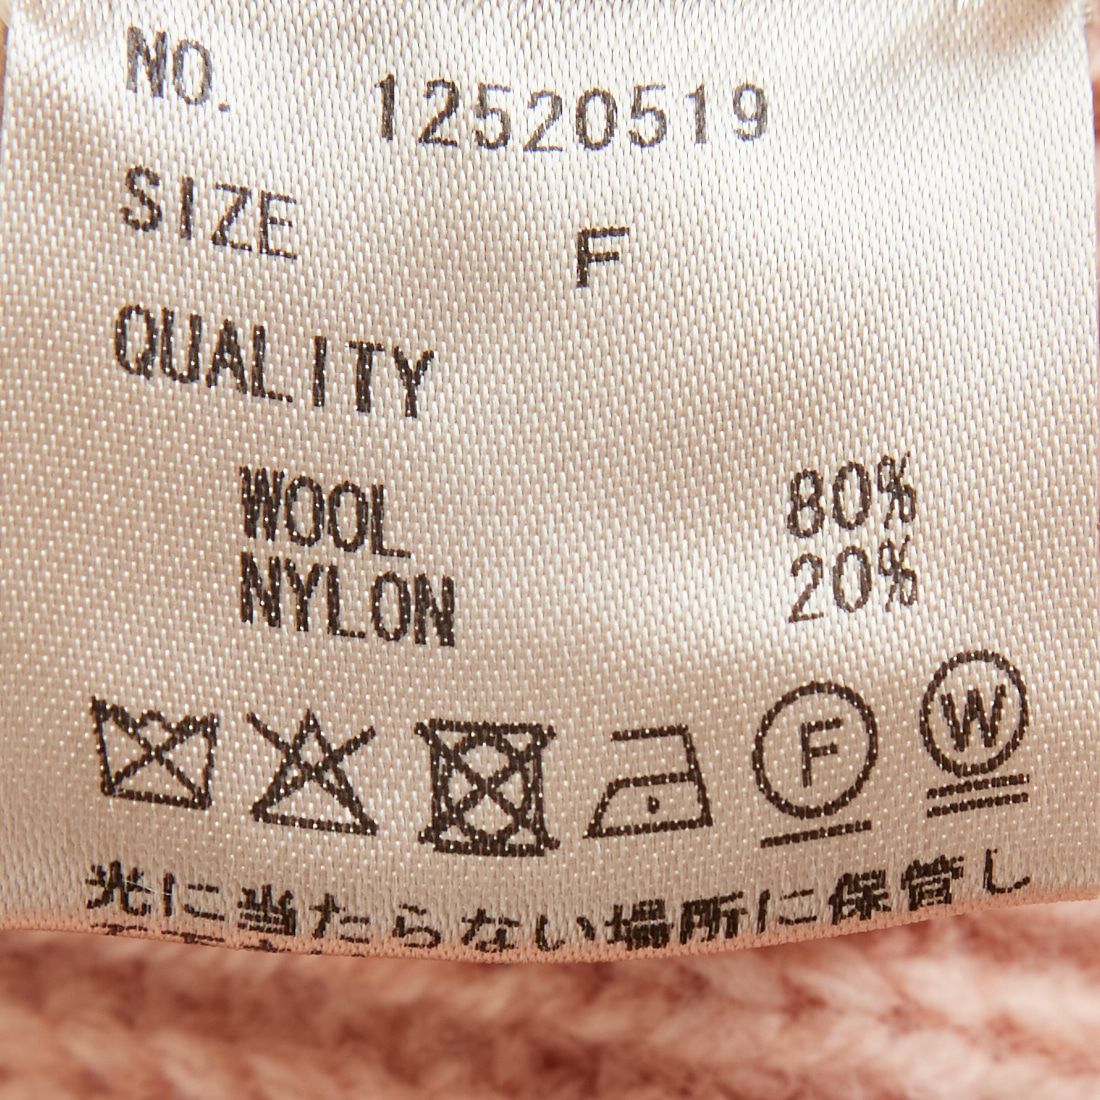 NO. 12520519
SIZE F
QUALITY
WOOL 80%
NYLON 20%
F W
光に当たらない場所に保管し